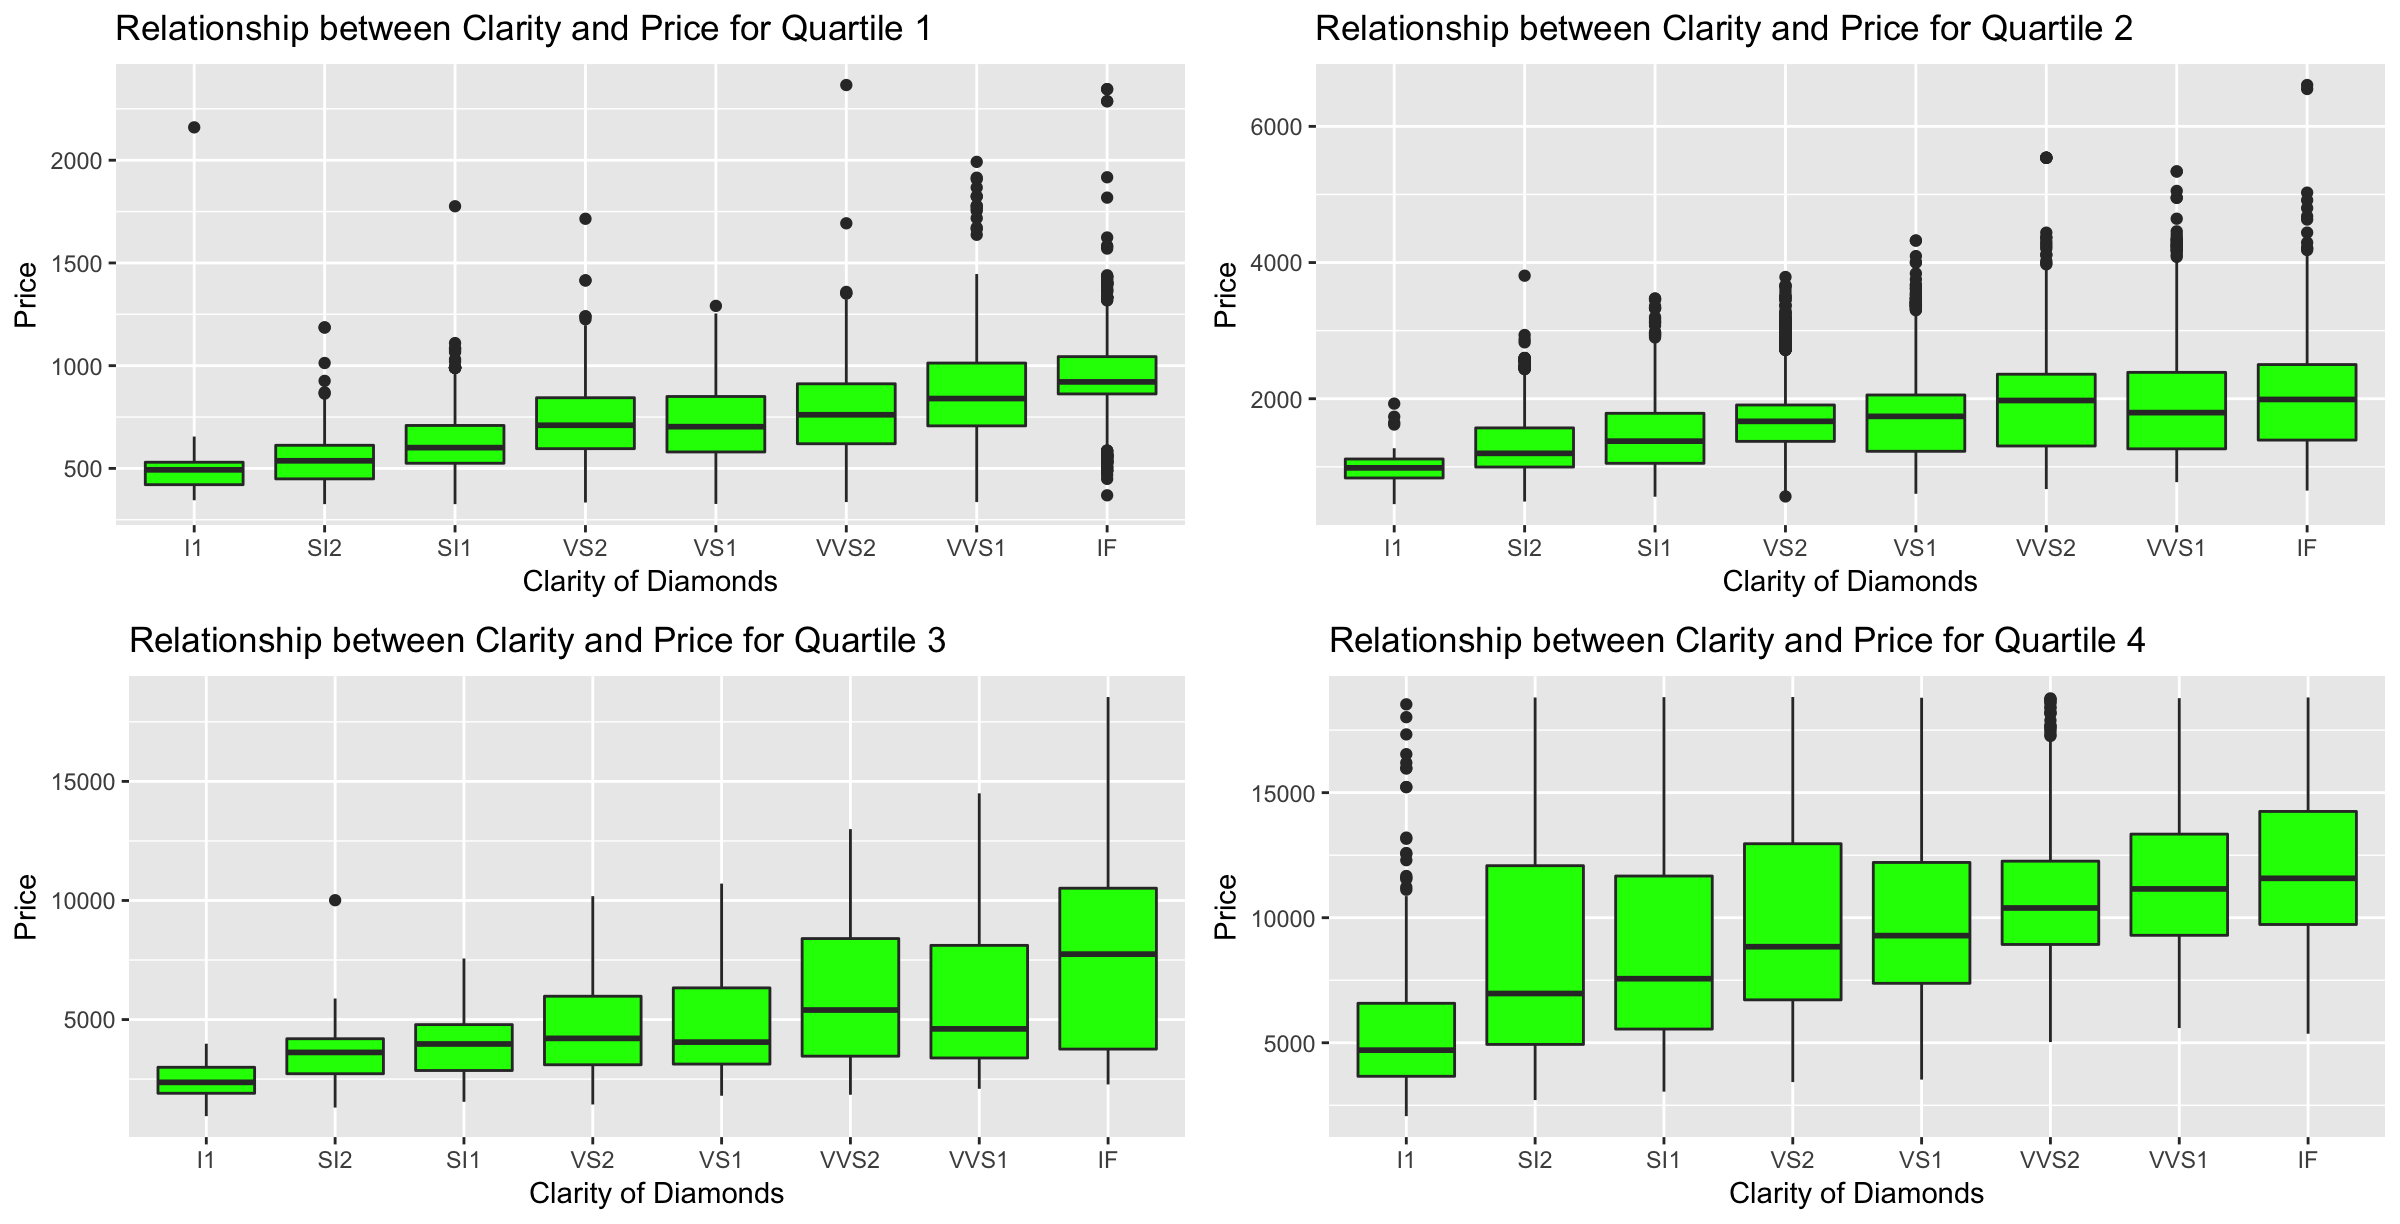 Relationship between Clarity and Price for Quartile 1
Price
2000
1500
1000
500
I1 SI2 SI1 VS2 VS1 VVS2 VVS1 IF
Clarity of Diamonds
Relationship between Clarity and Price for Quartile 2
Price
6000
4000
2000
I1 SI2 SI1 VS2 VS1 VVS2 VVS1 IF
Clarity of Diamonds
Relationship between Clarity and Price for Quartile 3
Price
15000
10000
5000
I1 SI2 SI1 VS2 VS1 VVS2 VVS1 IF
Clarity of Diamonds
Relationship between Clarity and Price for Quartile 4
Price
15000
10000
5000
I1 SI2 SI1 VS2 VS1 VVS2 VVS1 IF
Clarity of Diamonds